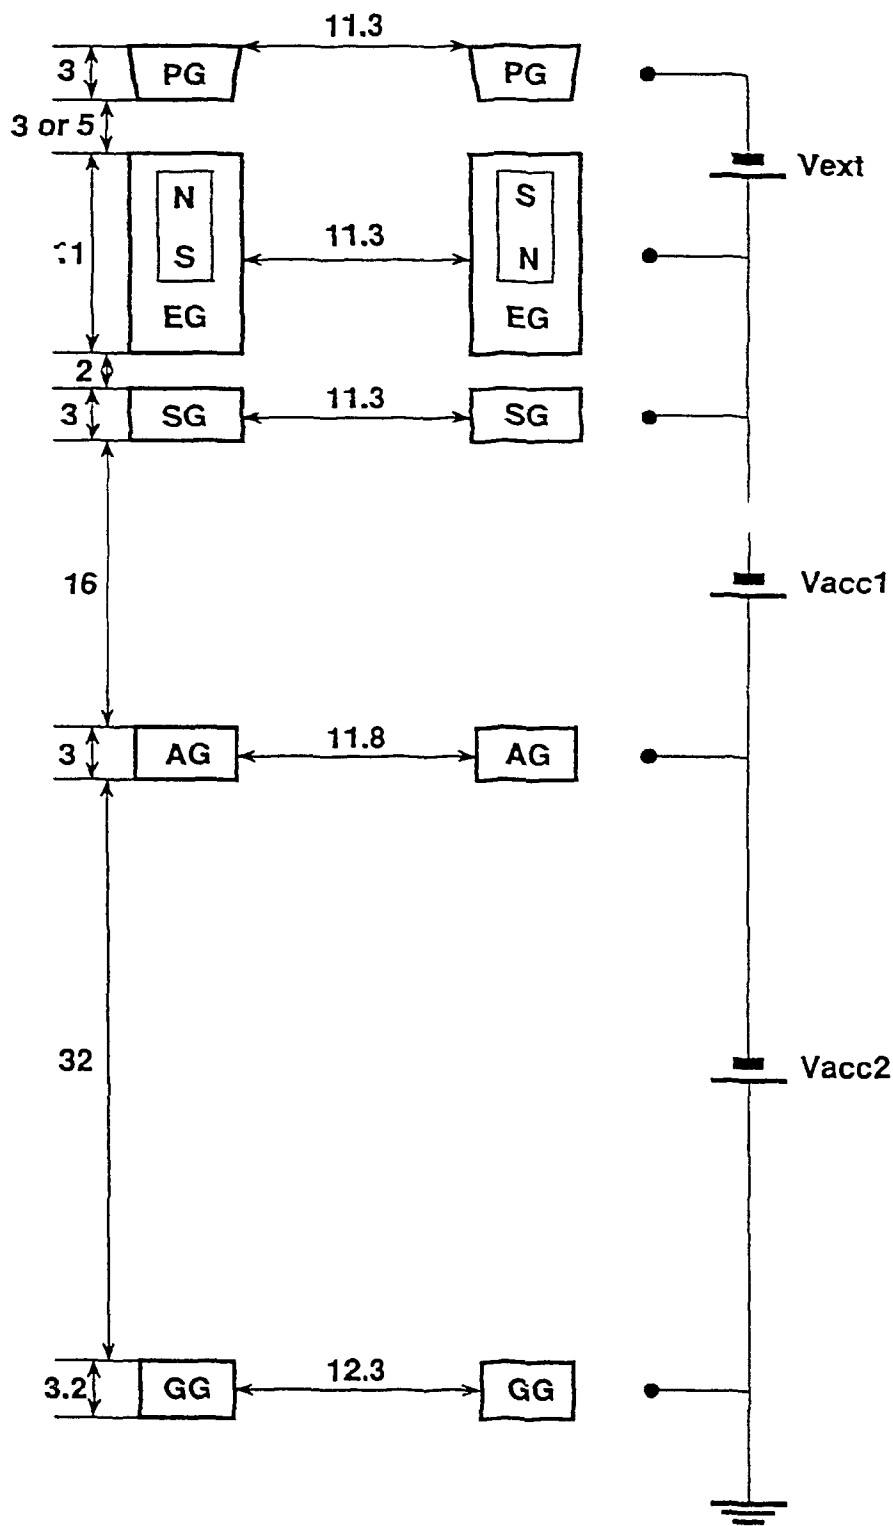 11.3
3 PG PG
3 or 5
Vext
N S
11.3
S N
EG EG
2
11.3
3 SG SG
16
Vacc1
11.8
3 AG AG
32
Vacc2
12.3
3.2 GG GG